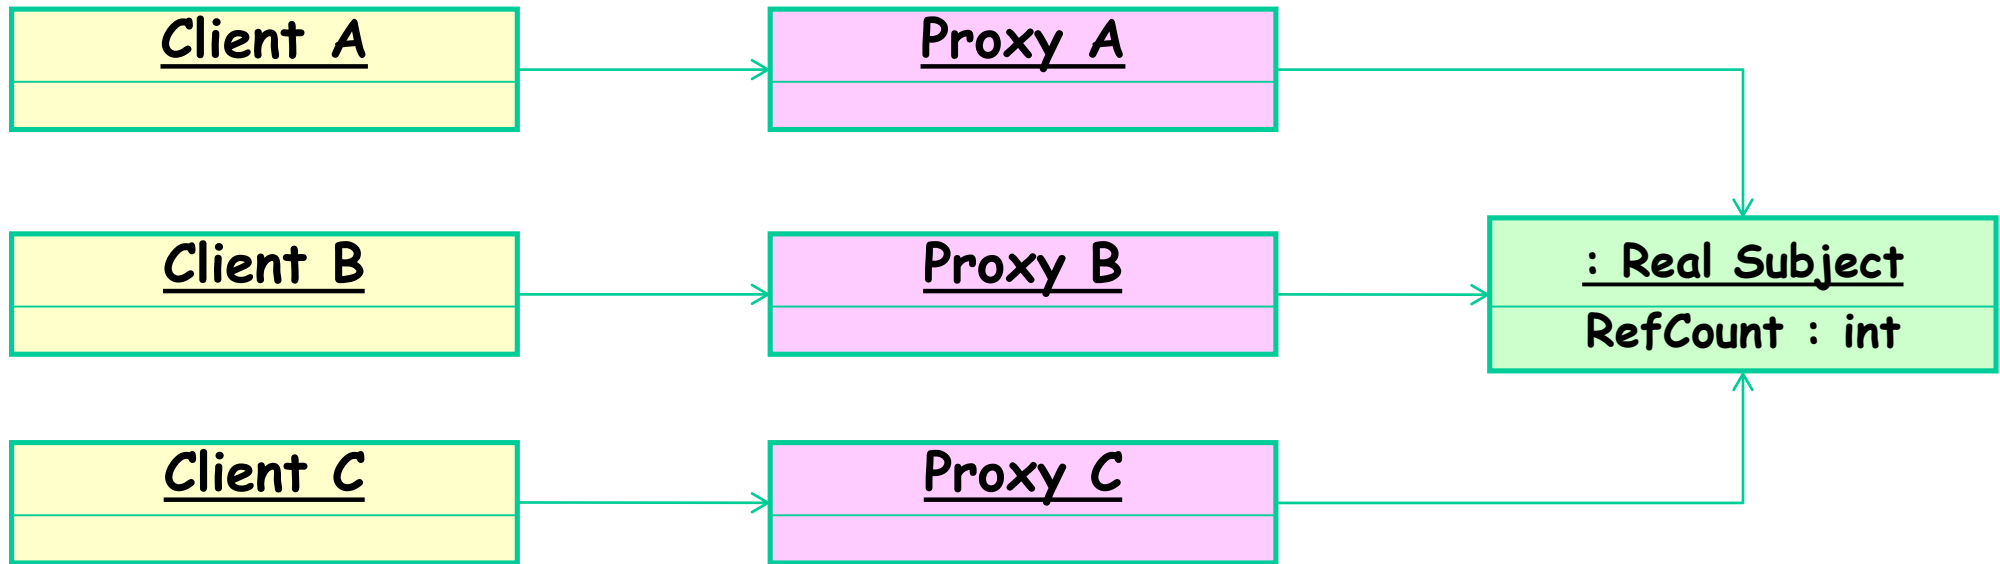 Client A
Proxy A
Client B
Proxy B
: Real Subject
RefCount : int
Client C
Proxy C